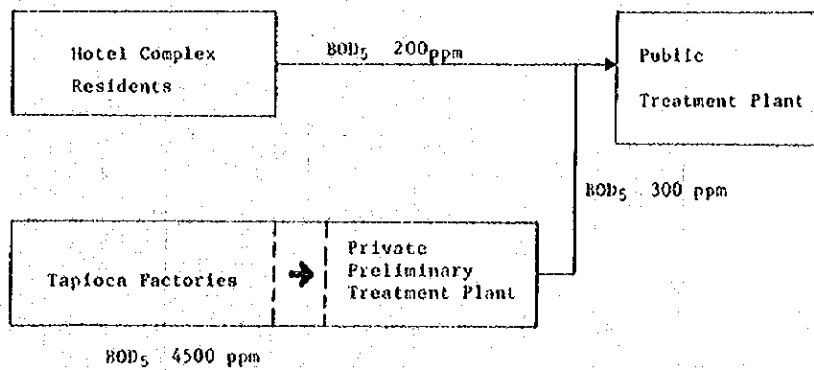 Hotel Complex
Residents
BOD₅ 200ppm
Public
Treatment Plant
BOD₅ 300 ppm
Tapioca Factories
Private
Preliminary
Treatment Plant
BOD₅ 4500 ppm